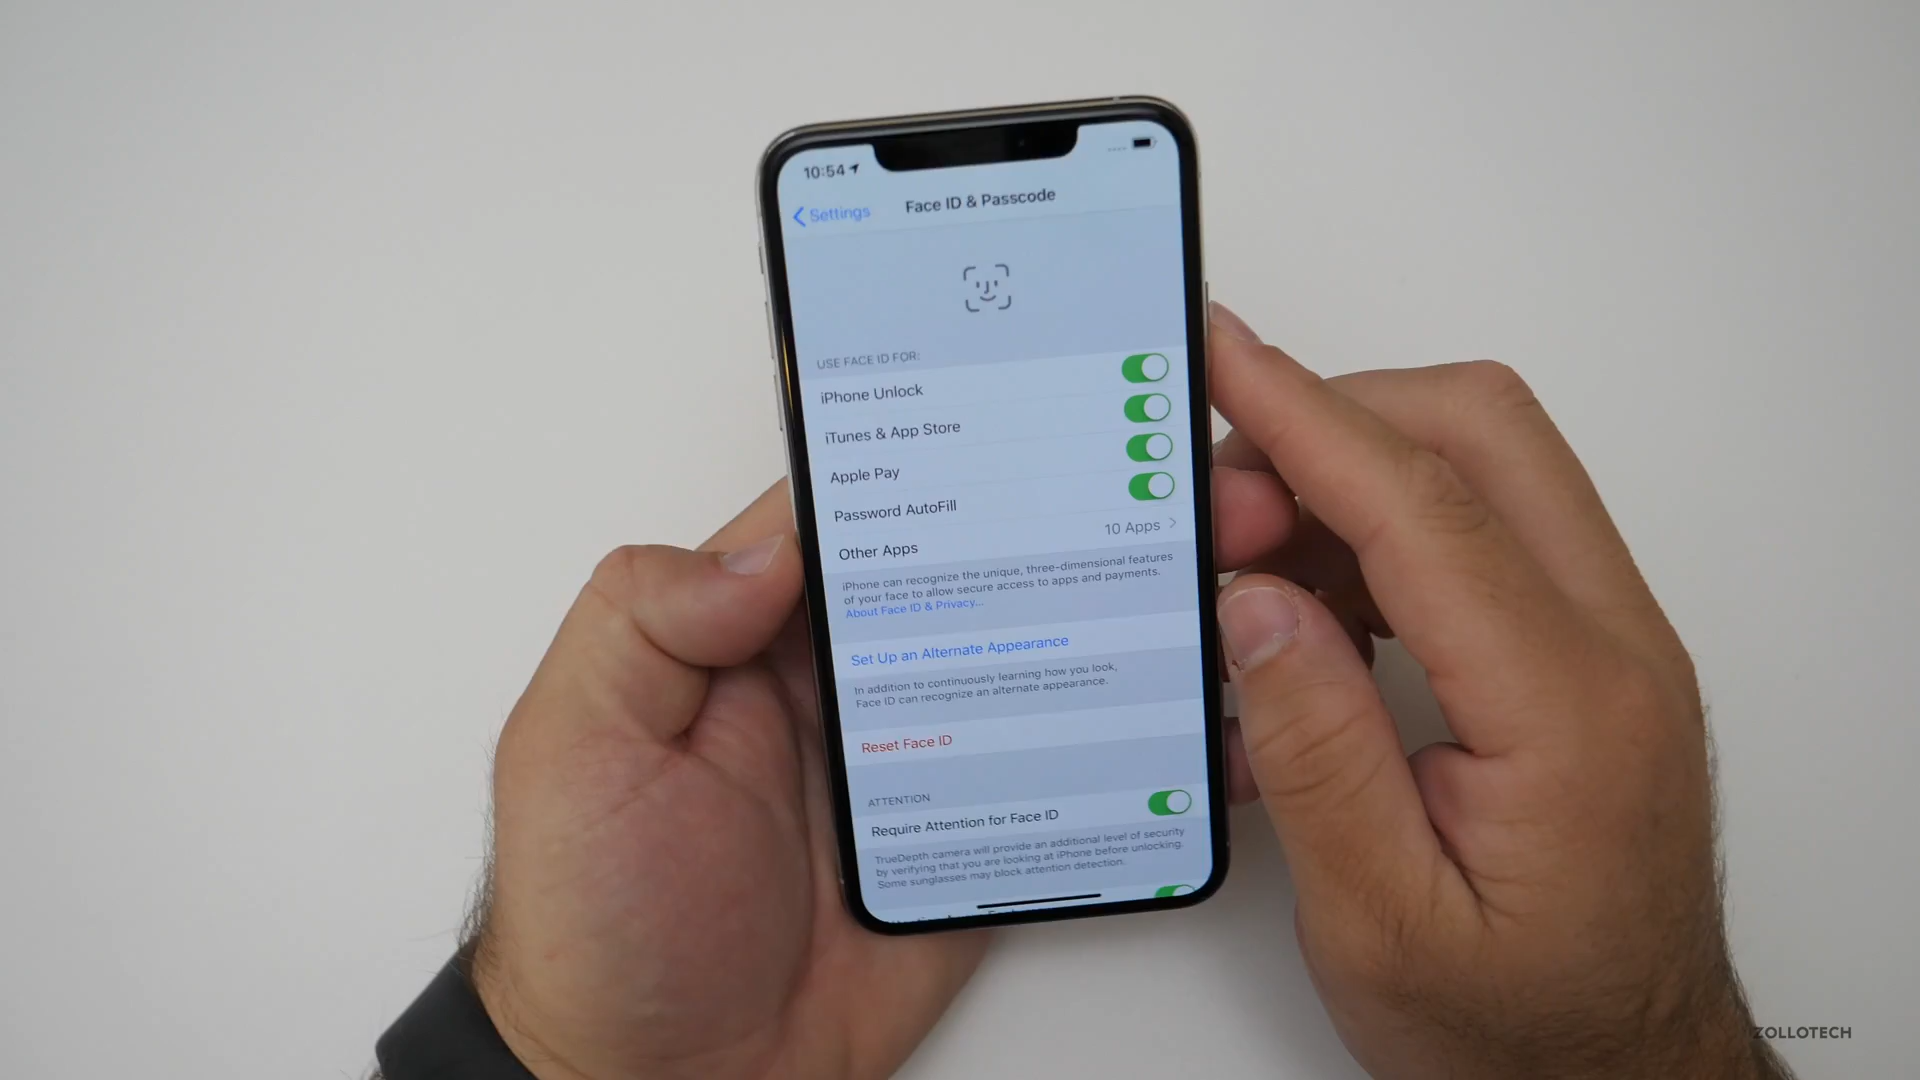 10:54
Settings
Face ID & Passcode
USE FACE ID FOR:
iPhone Unlock
iTunes & App Store
Apple Pay
Password AutoFill
Other Apps
10 Apps
iPhone can recognize the unique, three-dimensional features
of your face to allow secure access to apps and payments.
About Face ID & Privacy...
Set Up an Alternate Appearance
In addition to continuously learning how you look,
Face ID can recognize an alternate appearance.
Reset Face ID
ATTENTION
Require Attention for Face ID
TrueDepth camera will provide an additional level of security
by verifying that you are looking at iPhone before unlocking.
Some sunglasses may block attention detection.
ZOLLOTECH